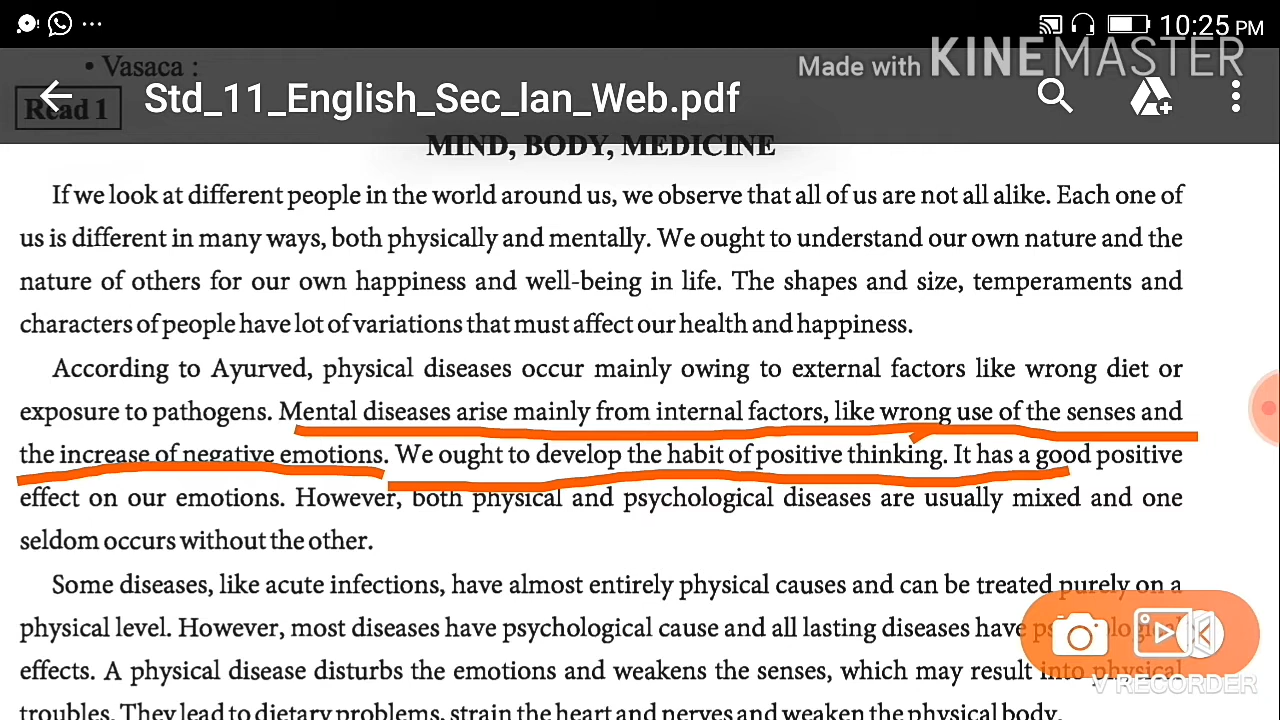 10:25 PM
• Vasaca :
Made with KINEMASTER
Read 1
Std_11_English_Sec_lan_Web.pdf
MIND, BODY, MEDICINE
If we look at different people in the world around us, we observe that all of us are not all alike. Each one of
us is different in many ways, both physically and mentally. We ought to understand our own nature and the
nature of others for our own happiness and well-being in life. The shapes and size, temperaments and
characters of people have lot of variations that must affect our health and happiness.
According to Ayurved, physical diseases occur mainly owing to external factors like wrong diet or
exposure to pathogens. Mental diseases arise mainly from internal factors, like wrong use of the senses and
the increase of negative emotions. We ought to develop the habit of positive thinking. It has a good positive
effect on our emotions. However, both physical and psychological diseases are usually mixed and one
seldom occurs without the other.
Some diseases, like acute infections, have almost entirely physical causes and can be treated purely on a
physical level. However, most diseases have psychological cause and all lasting diseases have psychological
effects. A physical disease disturbs the emotions and weakens the senses, which may result into physical
troubles. They lead to dietary problems, strain the heart and nerves and weaken the physical body.
V RECORDER